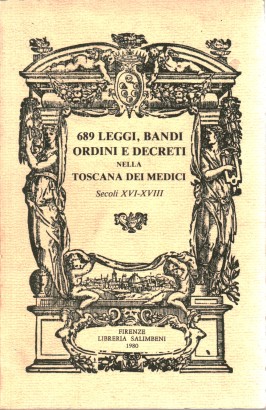 689 LEGGI, BANDI
ORDINI E DECRETI
NELLA
TOSCANA DEI MEDICI
Secoli XVI-XVIII
FIRENZE
LIBRERIA SALIMBENI
1980